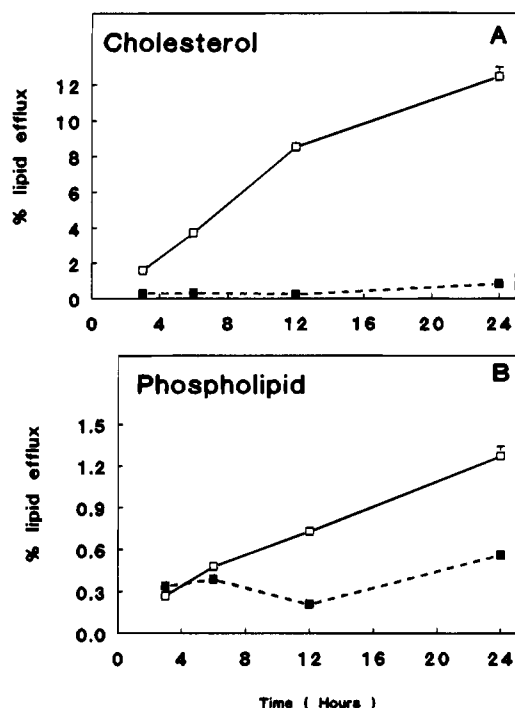 Cholesterol A
% lipid efflux
12
10
8
6
4
2
0
0 4 8 12 16 20 24
Phospholipid B
% lipid efflux
1.5
1.2
0.9
0.6
0.3
0.0
0 4 8 12 16 20 24
Time ( Hours )